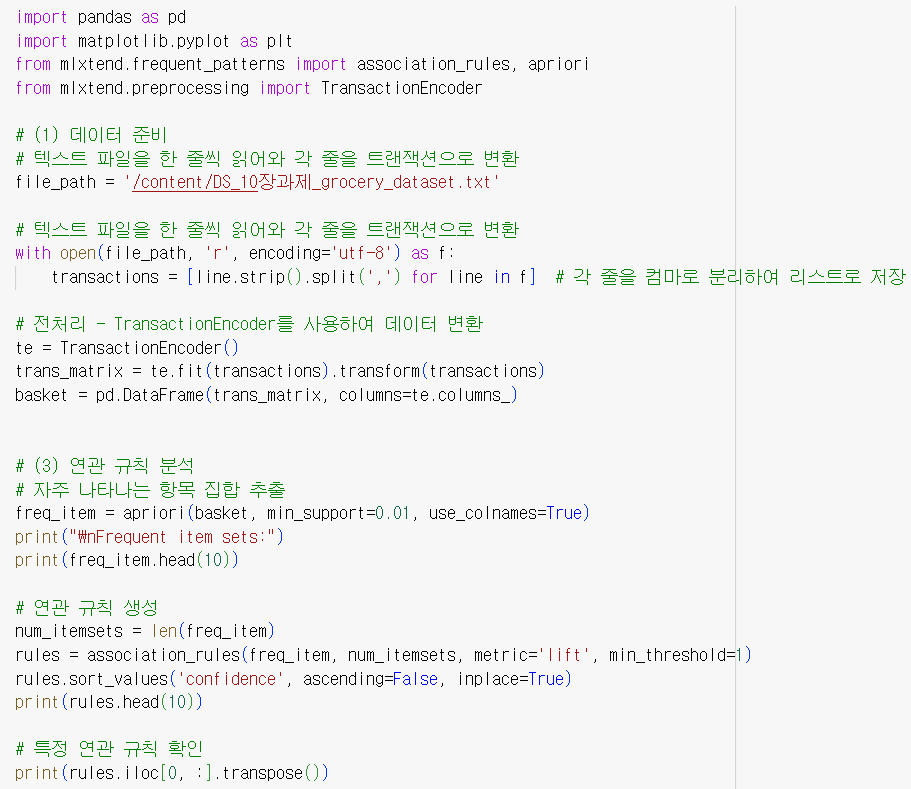 import pandas as pd
import matplotlib.pyplot as plt
from mlxtend.frequent_patterns import association_rules, apriori
from mlxtend.preprocessing import TransactionEncoder
# (1) 데이터 준비
# 텍스트 파일을 한 줄씩 읽어와 각 줄을 트랜잭션으로 변환
file_path = '/content/DS_10장과제_grocery_dataset.txt'
# 텍스트 파일을 한 줄씩 읽어와 각 줄을 트랜잭션으로 변환
with open(file_path, 'r', encoding='utf-8') as f:
    transactions = [line.strip().split(',') for line in f]  # 각 줄을 컴마로 분리하여 리스트로 저장
# 전처리 - TransactionEncoder를 사용하여 데이터 변환
te = TransactionEncoder()
trans_matrix = te.fit(transactions).transform(transactions)
basket = pd.DataFrame(trans_matrix, columns=te.columns_)
# (3) 연관 규칙 분석
# 자주 나타나는 항목 집합 추출
freq_item = apriori(basket, min_support=0.01, use_colnames=True)
print("₩nFrequent item sets:")
print(freq_item.head(10))
# 연관 규칙 생성
num_itemsets = len(freq_item)
rules = association_rules(freq_item, num_itemsets, metric='lift', min_threshold=1)
rules.sort_values('confidence', ascending=False, inplace=True)
print(rules.head(10))
# 특정 연관 규칙 확인
print(rules.iloc[0, :].transpose())